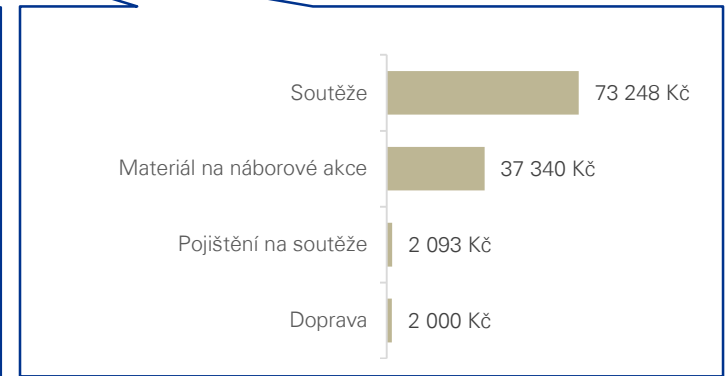 Soutěže 73 248 Kč
Materiál na náborové akce 37 340 Kč
Pojištění na soutěže 2 093 Kč
Doprava 2 000 Kč